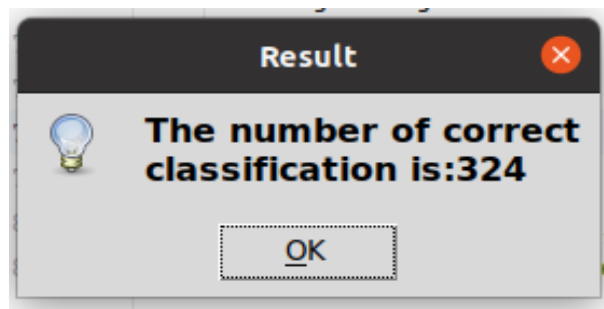 Result
The number of correct
classification is:324
OK